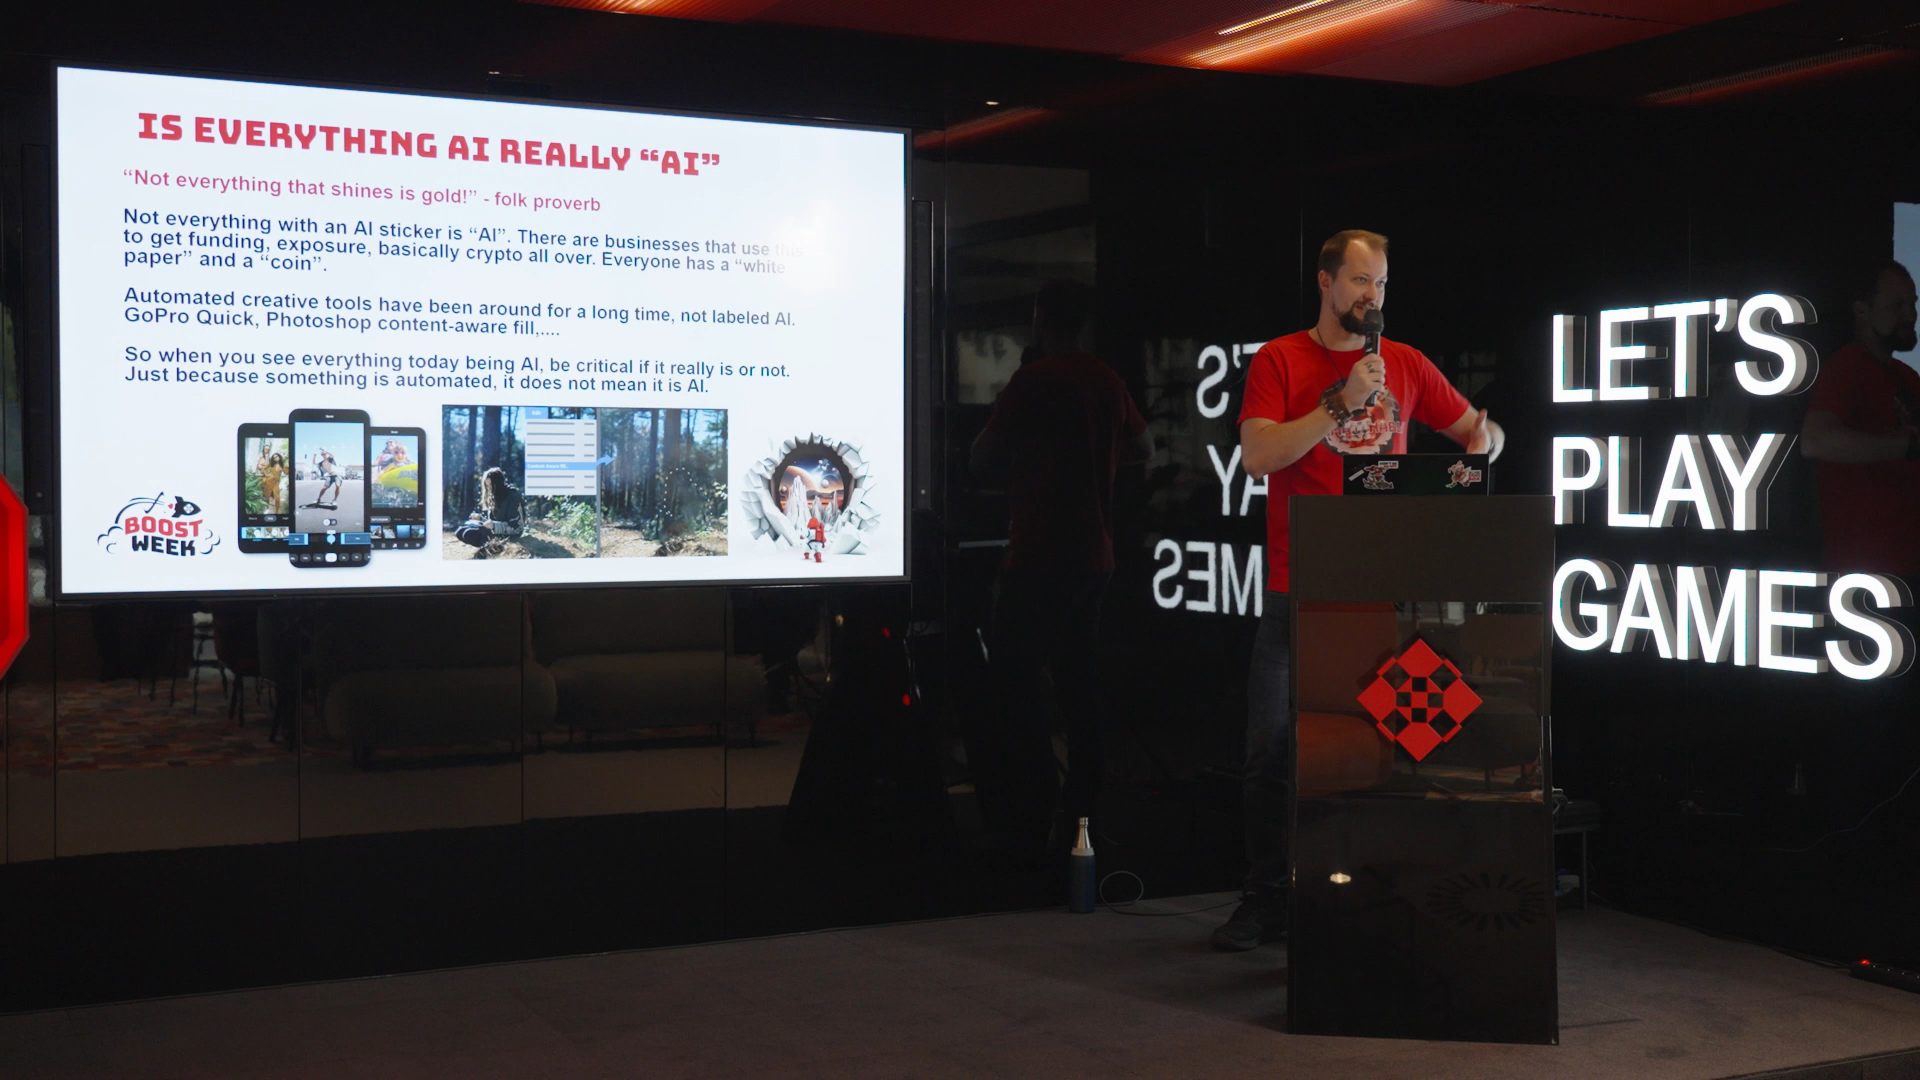 IS EVERYTHING AI REALLY “AI”
“Not everything that shines is gold!” - folk proverb
Not everything with an AI sticker is “AI”. There are businesses that use this
to get funding, exposure, basically crypto all over. Everyone has a “white
paper” and a “coin”.
Automated creative tools have been around for a long time, not labeled AI.
GoPro Quick, Photoshop content-aware fill,....
So when you see everything today being AI, be critical if it really is or not.
Just because something is automated, it does not mean it is AI.
BOOST
WEEK
LET’S
PLAY
GAMES